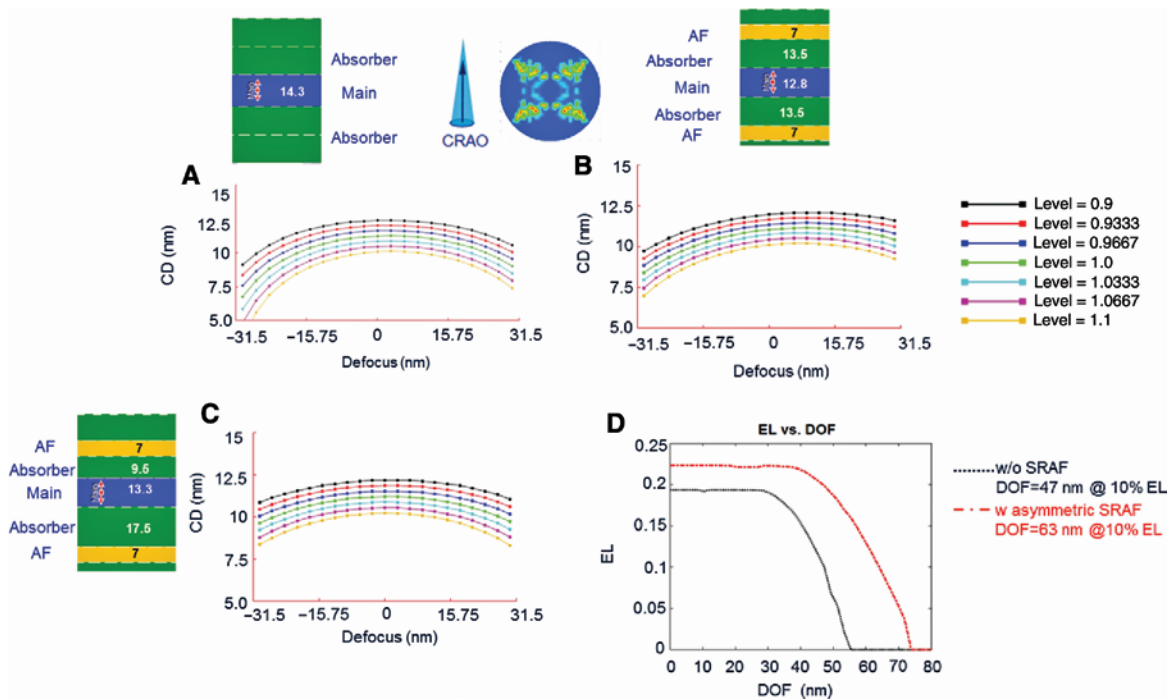 Absorber
14.3
Main
Absorber
CRAO
AF
7
Absorber
13.5
Main
12.8
Absorber
13.5
AF
7
A
15
12.5
10
7.5
5.0
CD (nm)
−31.5
−15.75
0
15.75
31.5
Defocus (nm)
B
15
12.5
10
7.5
5.0
CD (nm)
−31.5
−15.75
0
15.75
31.5
Defocus (nm)
Level = 0.9
Level = 0.9333
Level = 0.9667
Level = 1.0
Level = 1.0333
Level = 1.0667
Level = 1.1
AF
7
Absorber
9.5
Main
13.3
Absorber
17.5
AF
7
C
15
12.5
10
7.5
5.0
CD (nm)
−31.5
−15.75
0
15.75
31.5
Defocus (nm)
D
EL vs. DOF
0.25
0.2
0.15
0.1
0.05
0
EL
0
10
20
30
40
50
60
70
80
DOF (nm)
w/o SRAF
DOF=47 nm @ 10% EL
w asymmetric SRAF
DOF=63 nm @10% EL